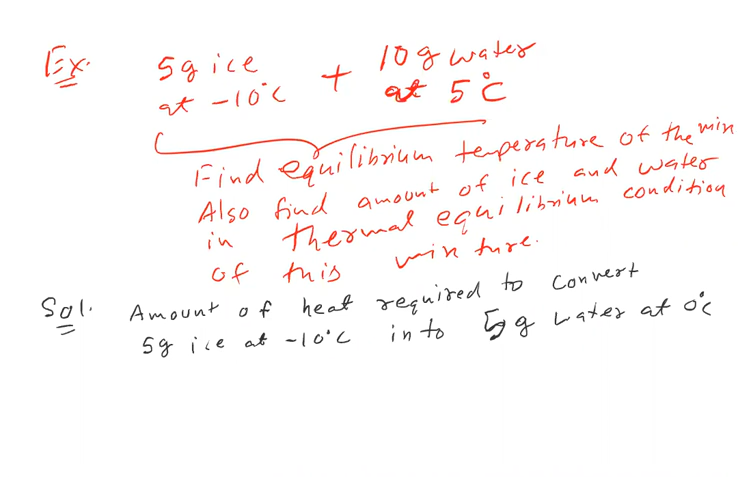 Ex. 5g ice at -10°C + 10g water at 5°C
Find equilibrium temperature of the mix
Also find amount of ice and water
in thermal equilibrium condition
of this mixture.
Sol. Amount of heat required to convert
5g ice at -10°C into 5g water at 0°C